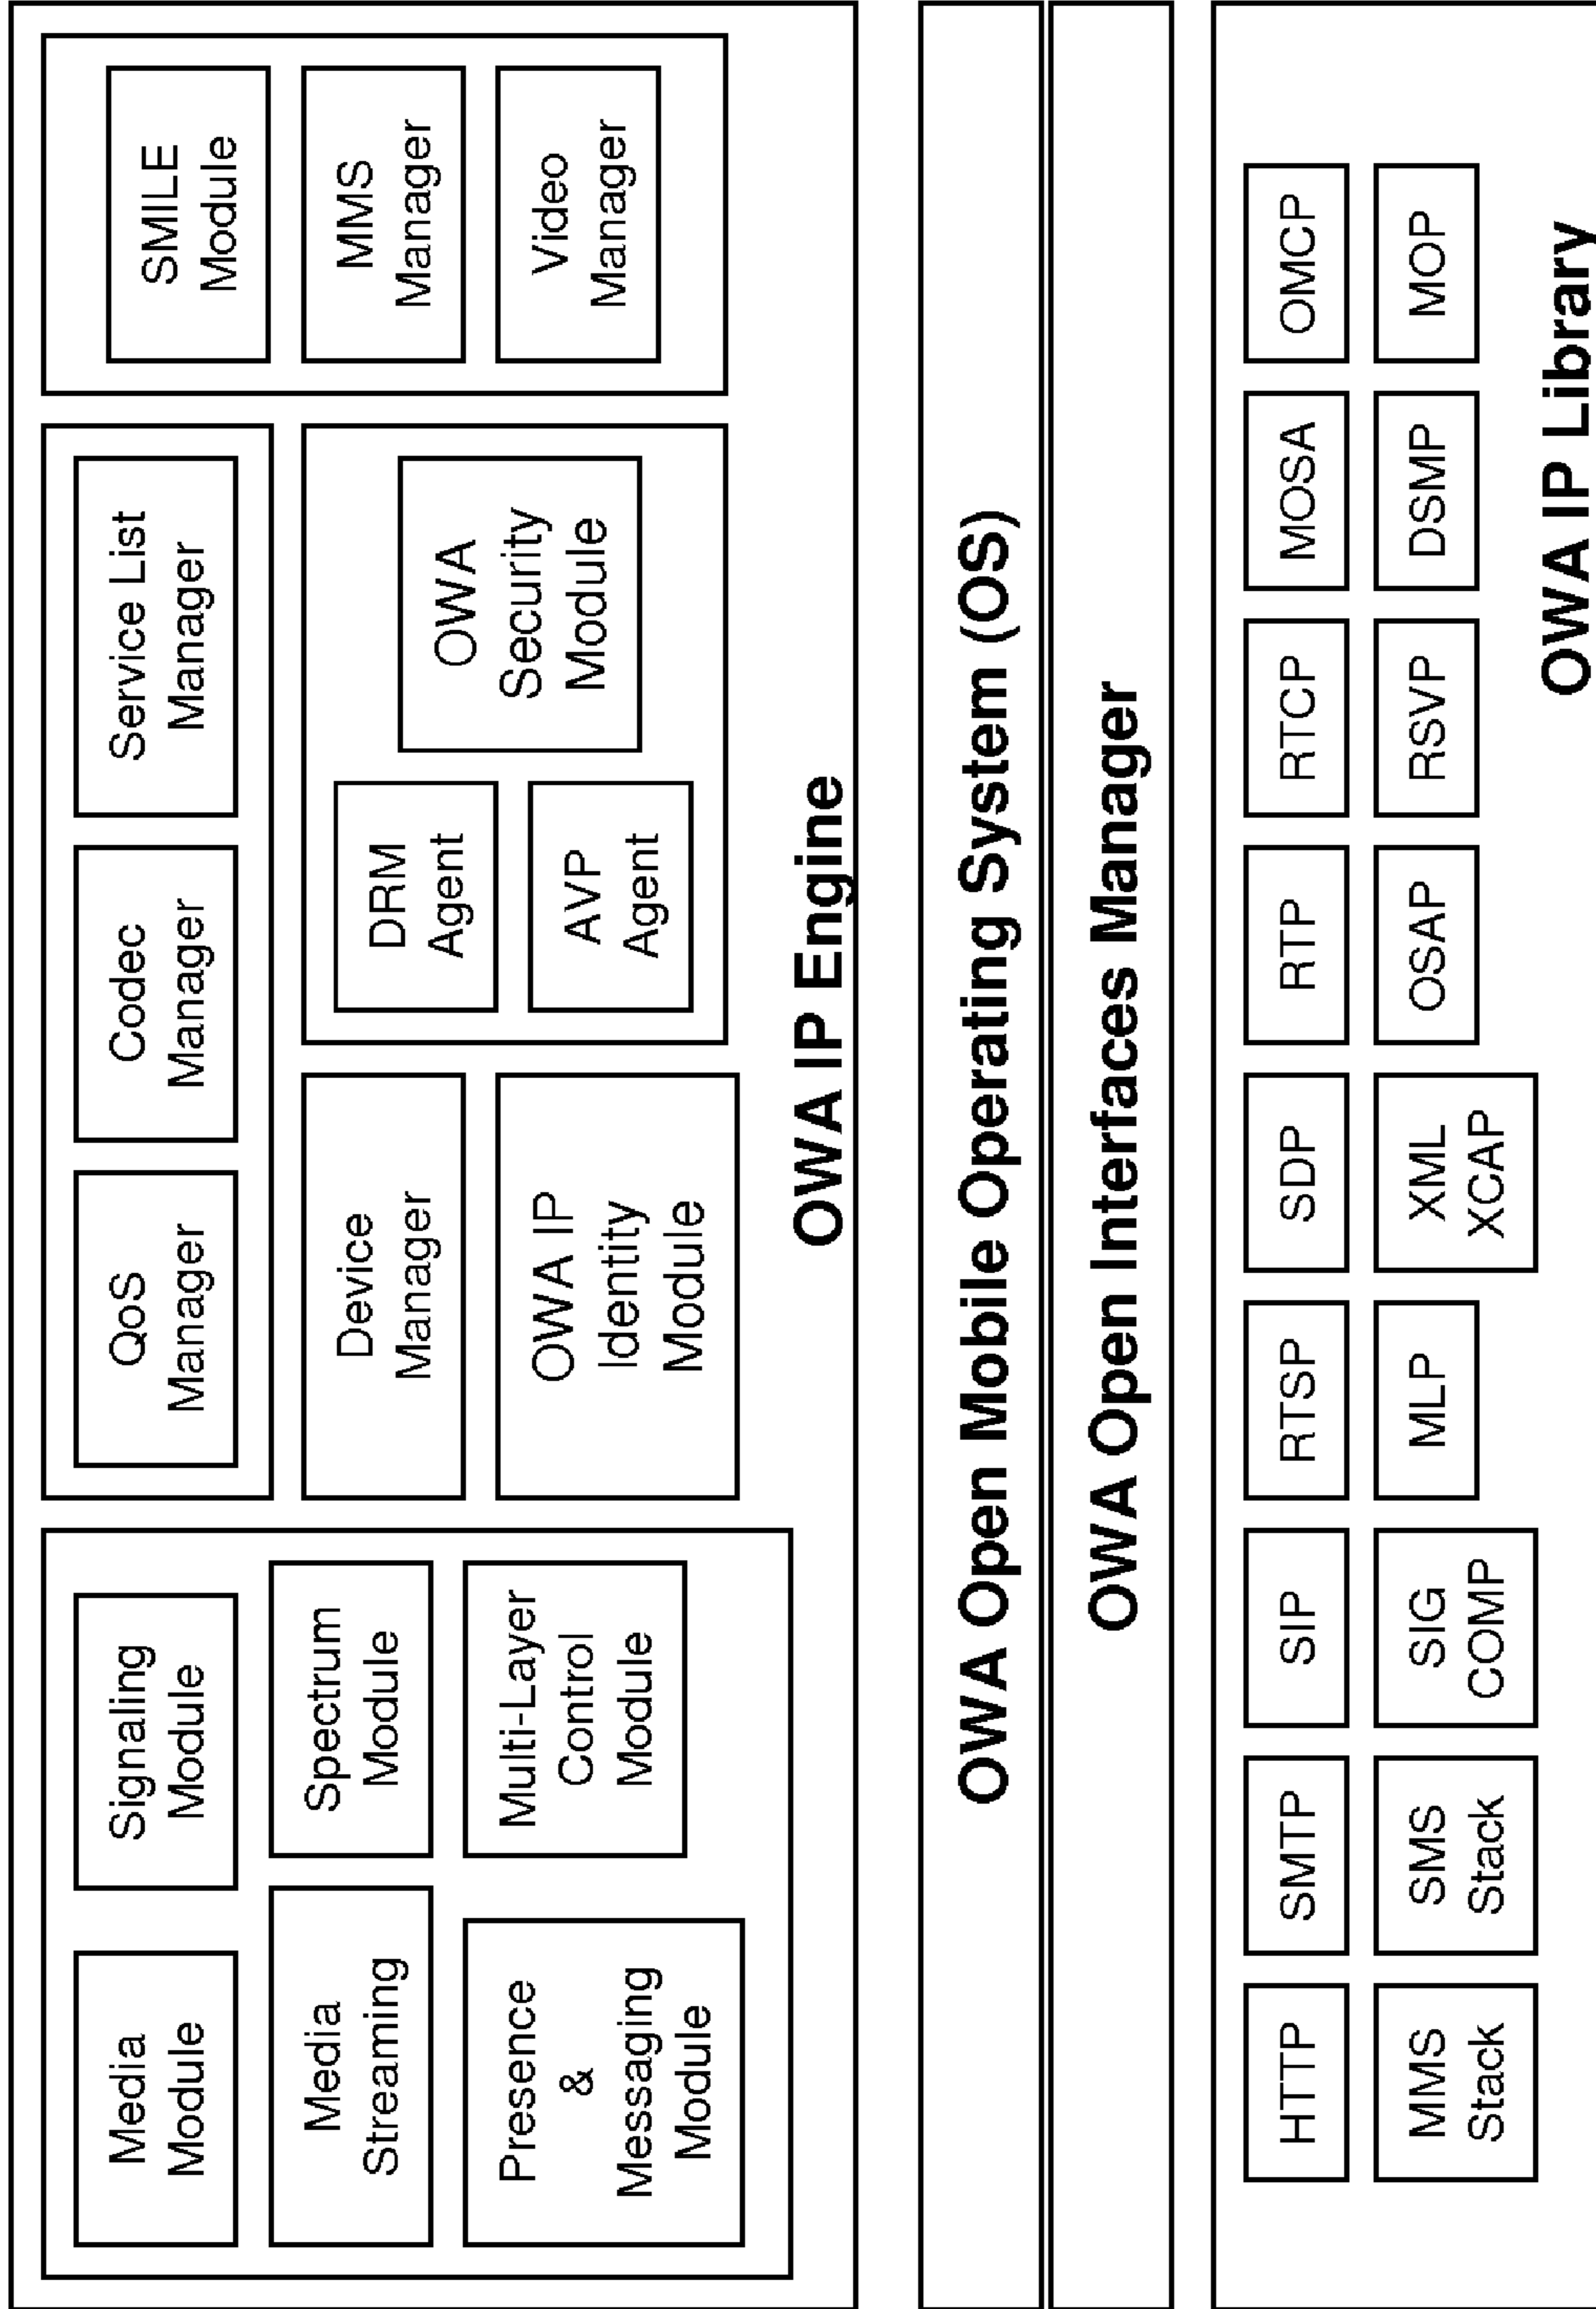 Media
Module
Signaling
Module
Media
Streaming
Spectrum
Module
Presence
&
Messaging
Module
Multi-Layer
Control
Module
QoS
Manager
Codec
Manager
Service List
Manager
Device
Manager
OWA IP
Identity
Module
DRM
Agent
AVP
Agent
OWA
Security
Module
SMILE
Module
MMS
Manager
Video
Manager
OWA IP Engine
OWA Open Mobile Operating System (OS)
OWA Open Interfaces Manager
HTTP
SMTP
SIP
RTSP
SDP
RTP
RTCP
MOSA
OMCP
MMS
Stack
SMS
Stack
SIG
COMP
MLP
XML
XCAP
OSAP
RSVP
DSMP
MOP
OWA IP Library